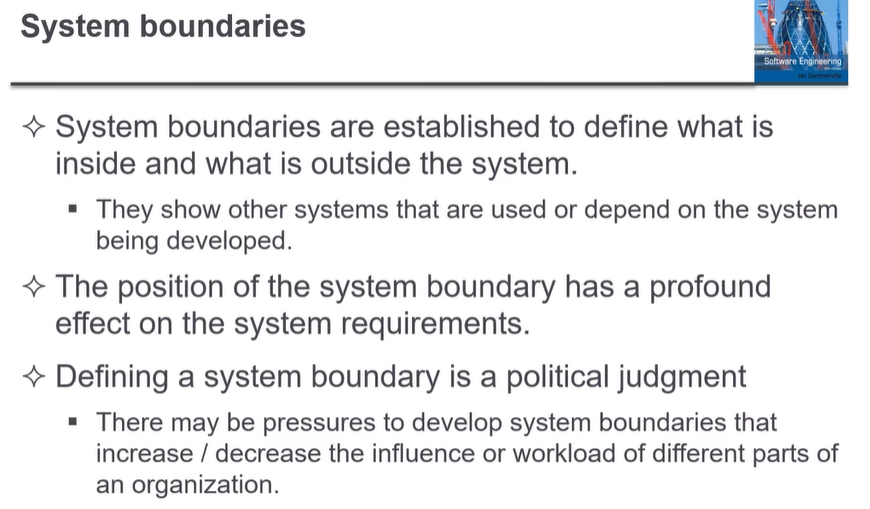 System boundaries
Software Engineering
Ian Sommerville
✧ System boundaries are established to define what is
inside and what is outside the system.
▪ They show other systems that are used or depend on the system
being developed.
✧ The position of the system boundary has a profound
effect on the system requirements.
✧ Defining a system boundary is a political judgment
▪ There may be pressures to develop system boundaries that
increase / decrease the influence or workload of different parts of
an organization.